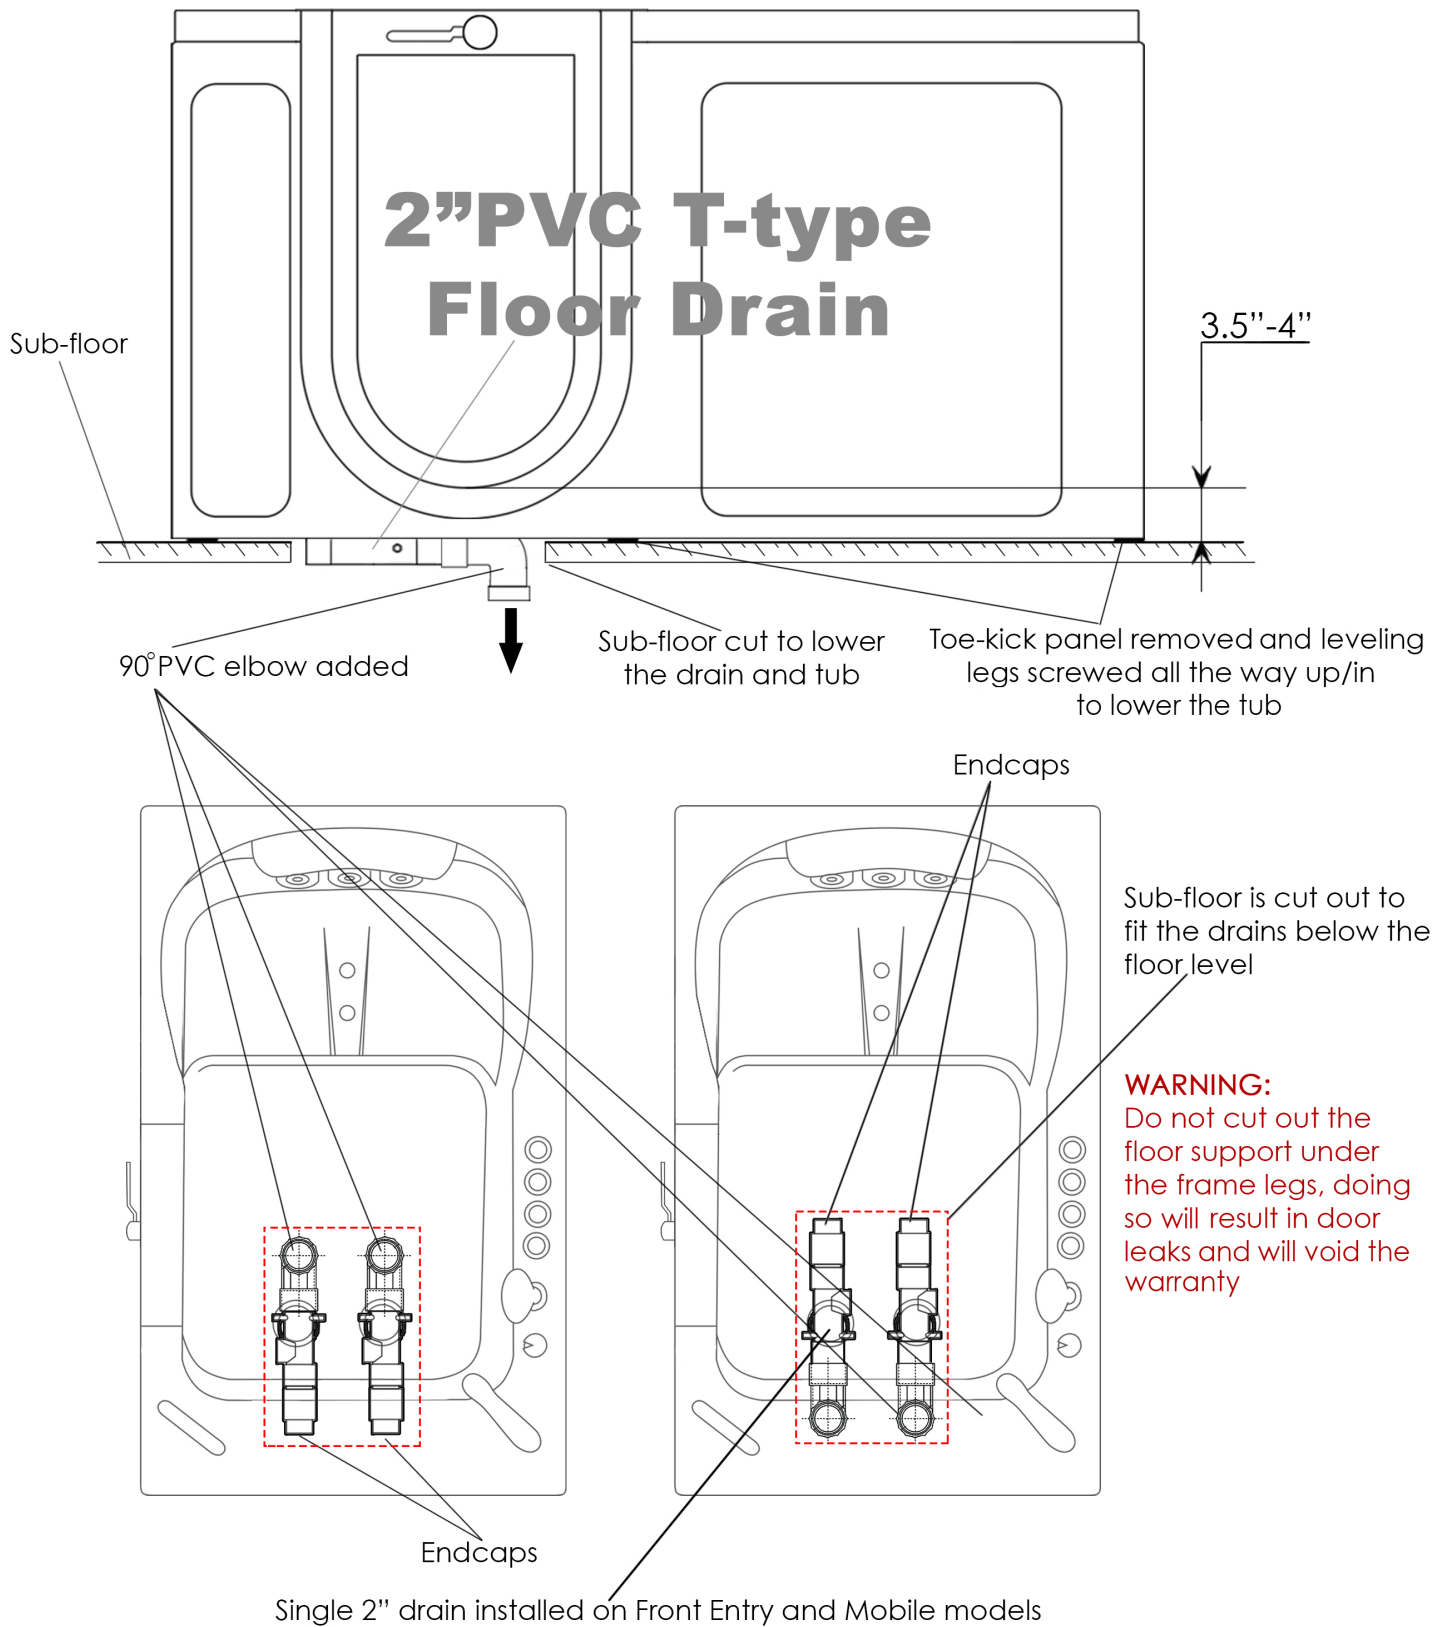 2”PVC T-type
Floor Drain
Sub-floor
3.5”-4”
90°PVC elbow added
Sub-floor cut to lower
the drain and tub
Toe-kick panel removed and leveling
legs screwed all the way up/in
to lower the tub
Endcaps
Sub-floor is cut out to
fit the drains below the
floor level
WARNING:
Do not cut out the
floor support under
the frame legs, doing
so will result in door
leaks and will void the
warranty
Endcaps
Single 2” drain installed on Front Entry and Mobile models